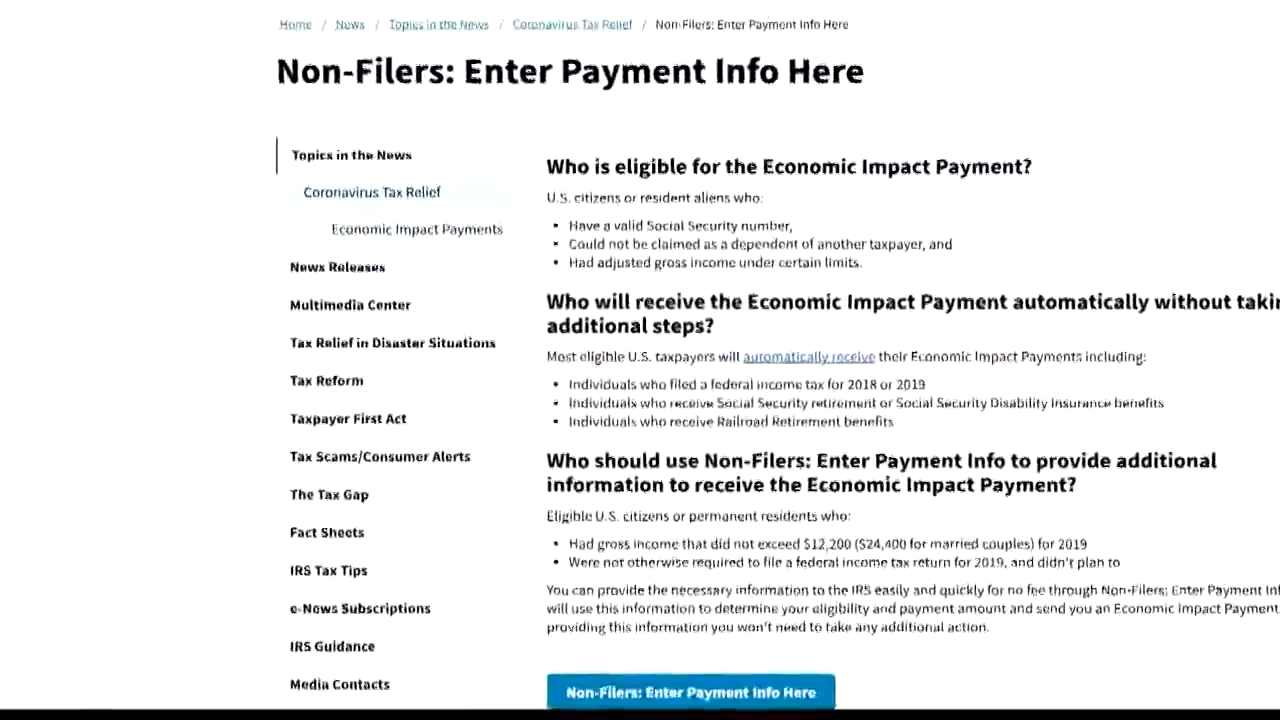 Home / News / Topics in the News / Coronavirus Tax Relief / Non-Filers: Enter Payment Info Here
Non-Filers: Enter Payment Info Here
Topics in the News
Coronavirus Tax Relief
Economic Impact Payments
News Releases
Multimedia Center
Tax Relief in Disaster Situations
Tax Reform
Taxpayer First Act
Tax Scams/Consumer Alerts
The Tax Gap
Fact Sheets
IRS Tax Tips
e-News Subscriptions
IRS Guidance
Media Contacts
Who is eligible for the Economic Impact Payment?
U.S. citizens or resident aliens who:
• Have a valid Social Security number,
• Could not be claimed as a dependent of another taxpayer, and
• Had adjusted gross income under certain limits.
Who will receive the Economic Impact Payment automatically without
additional steps?
Most eligible U.S. taxpayers will automatically receive their Economic Impact Payments including:
• Individuals who filed a federal income tax for 2018 or 2019
• Individuals who receive Social Security retirement or Social Security Disability Insurance benefits
• Individuals who receive Railroad Retirement benefits
Who should use Non-Filers: Enter Payment Info to provide additional
information to receive the Economic Impact Payment?
Eligible U.S. citizens or permanent residents who:
• Had gross income that did not exceed $12,200 ($24,400 for married couples) for 2019
• Were not otherwise required to file a federal income tax return for 2019, and didn't plan to
You can provide the necessary information to the IRS easily and quickly for no fee through Non-Filers: Enter Payment
will use this information to determine your eligibility and payment amount and send you an Economic Impact Payment
providing this information you won't need to take any additional action.
Non-Filers: Enter Payment Info Here